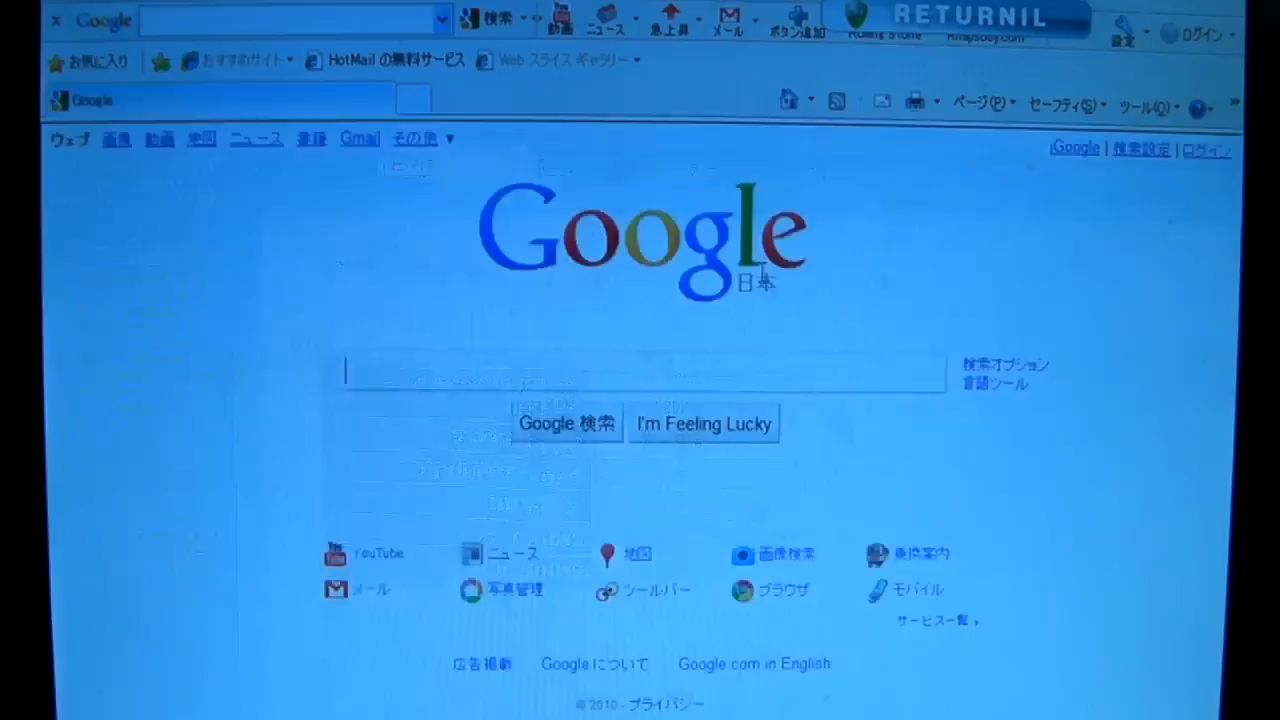 x Google 検索 動画 ニュース 急上昇 メール ボタン追加 RETURNIL 設定 ログイン
お気に入り おすすめサイト HotMail の無料サービス Web スライス ギャラリー
Google ページ(P) セーフティ(S) ツール(O)
ウェブ 画像 動画 地図 ニュース 書籍 Gmail その他 ▼ iGoogle | 検索設定 | ログイン
Google
日本
検索オプション
言語ツール
Google 検索 I'm Feeling Lucky
YouTube ニュース 地図 画像検索 乗換案内
メール 写真管理 ツールバー ブラウザ モバイル
サービス一覧
広告掲載 Google について Google.com in English
© 2010 - プライバシー